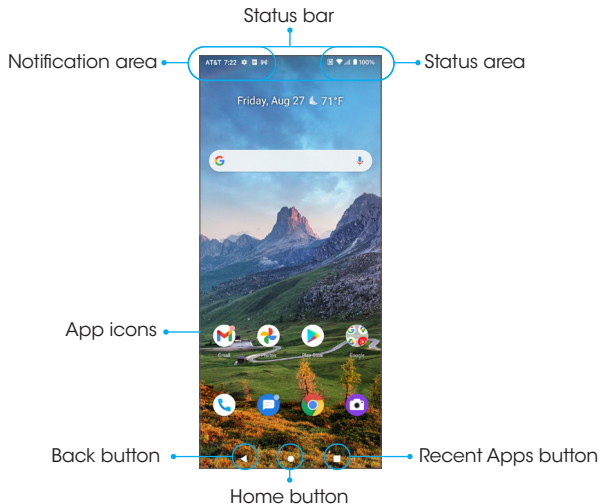 Status bar
Notification area
Status area
AT&T 7:22
100%
Friday, Aug 27 71°F
G
App icons
Gmail Photos Play Store Google
Back button
Recent Apps button
Home button